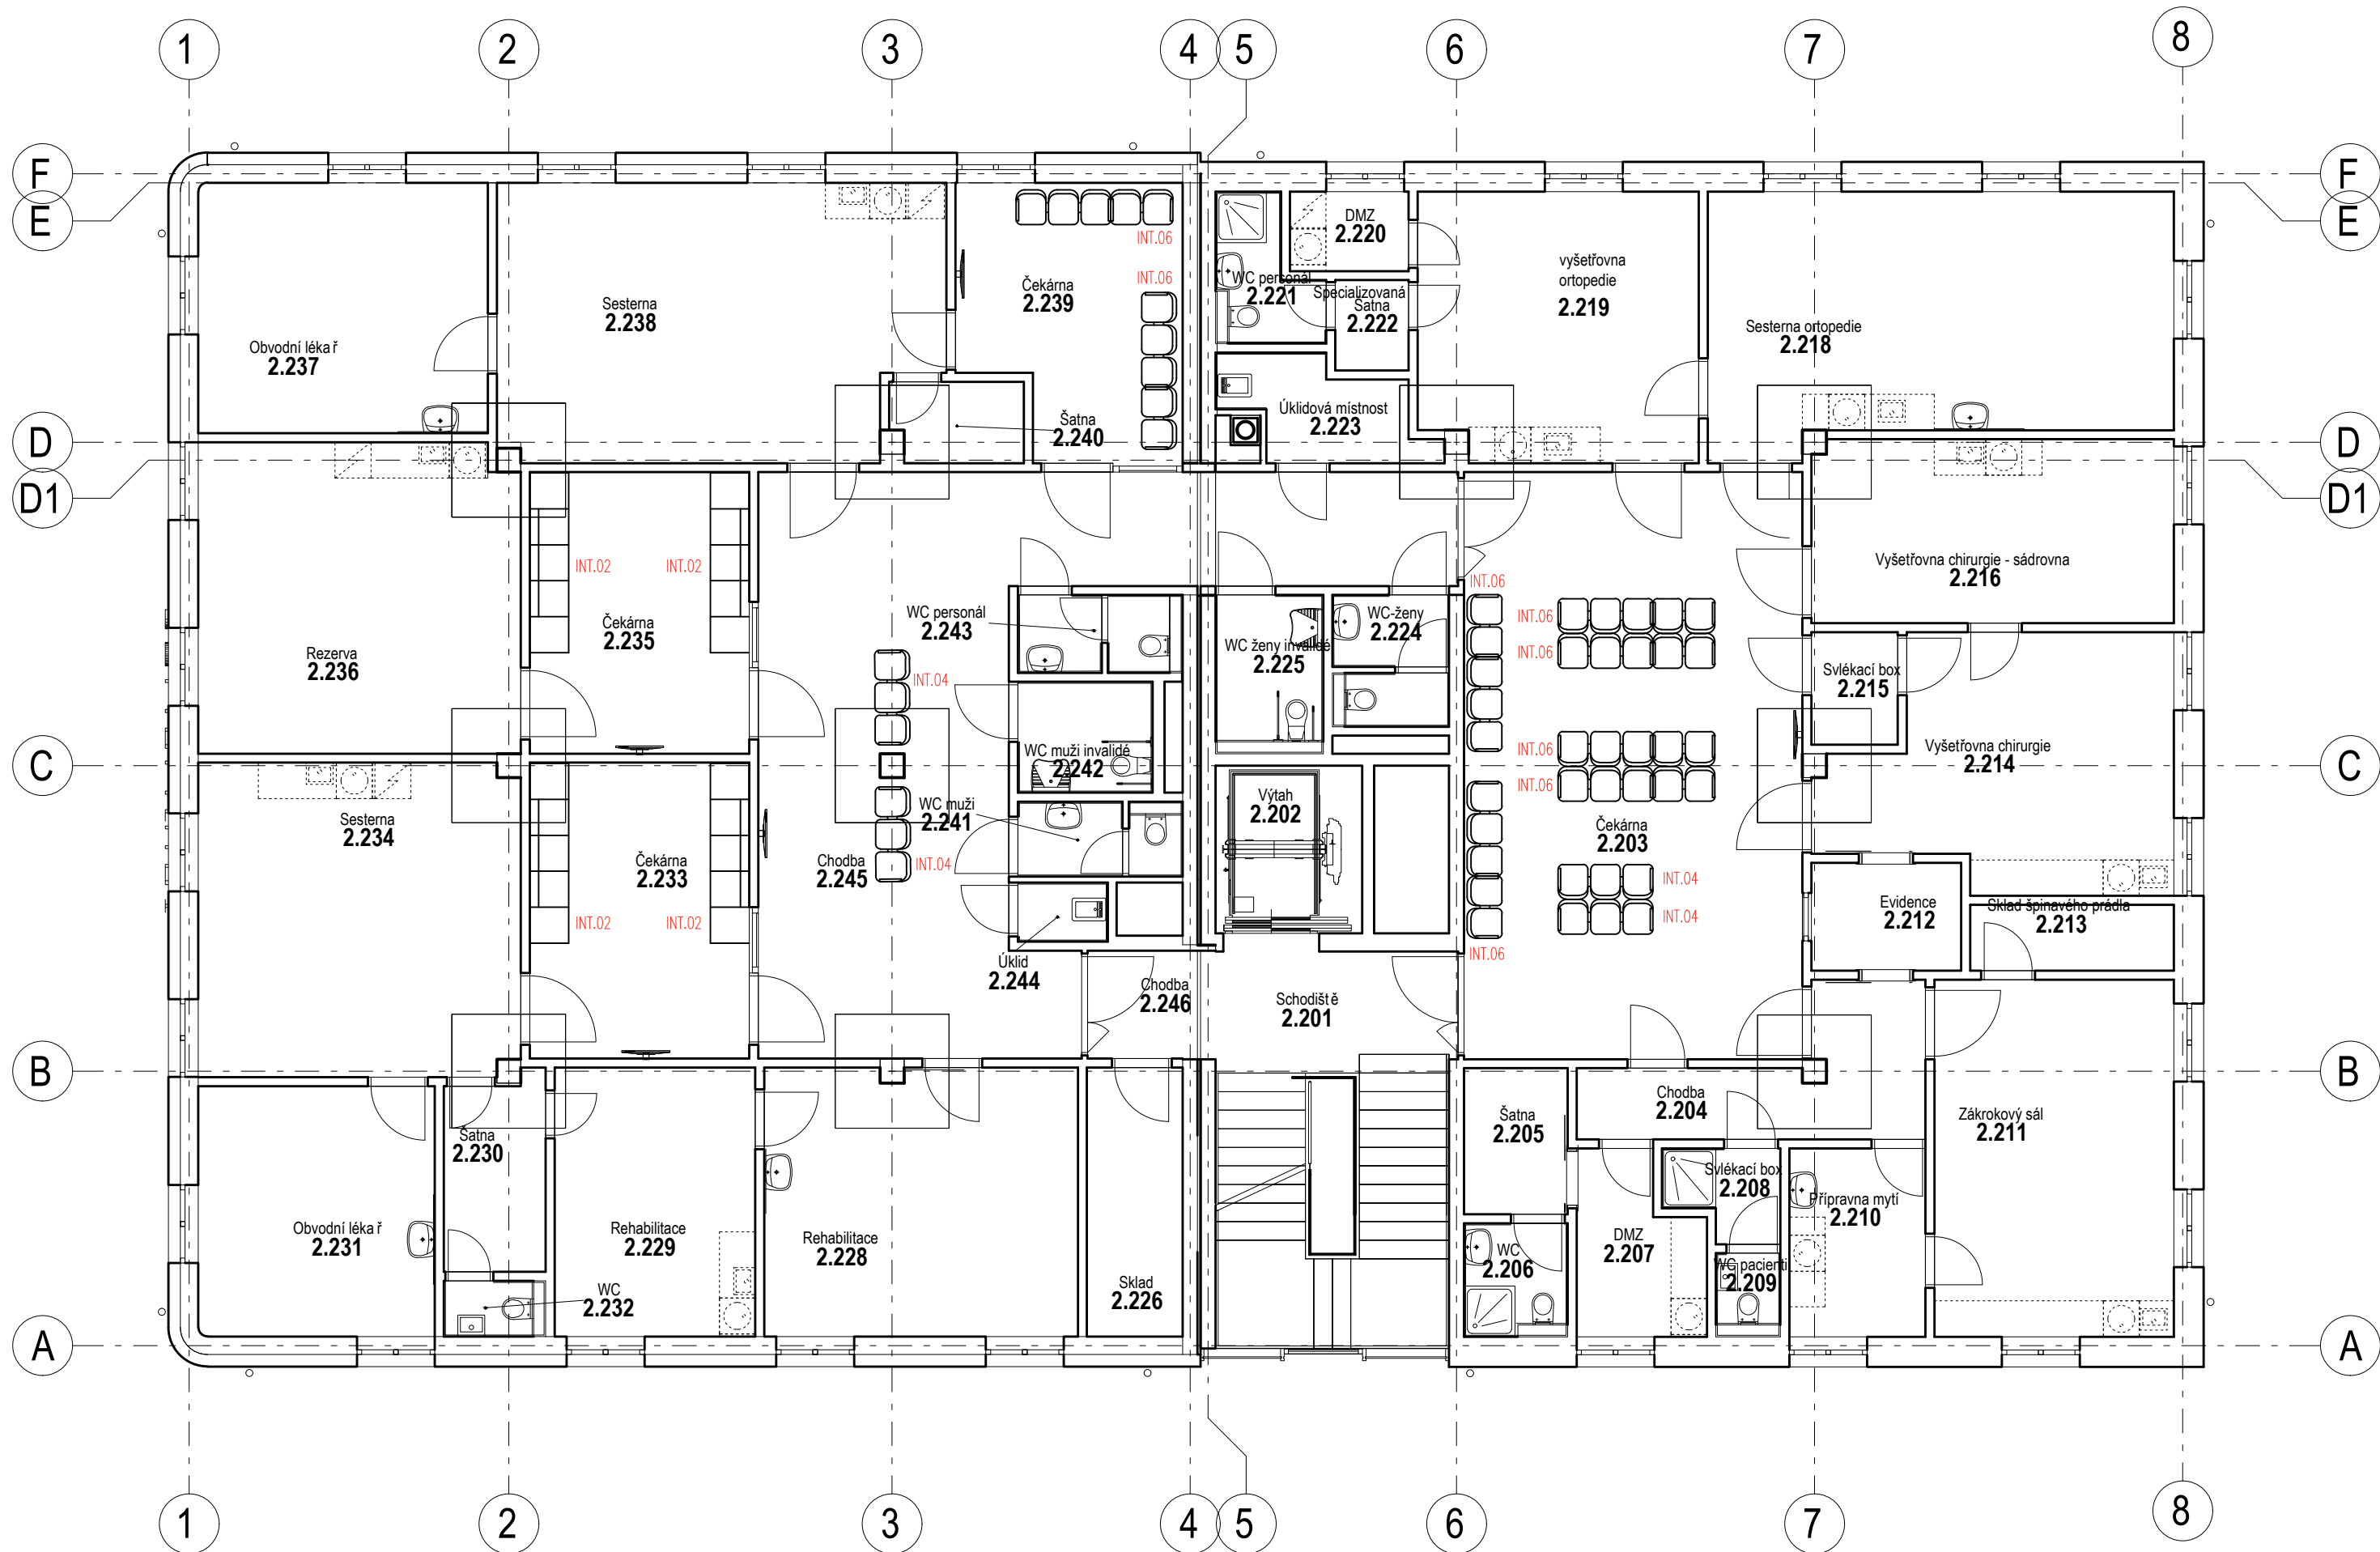 1
2
3
4
5
6
7
8
F
E
D
D1
C
B
A
F
E
D
D1
C
B
A
Obvodní lékař
2.237
Sesterna
2.238
Čekárna
2.239
INT.06
INT.06
Šatna
2.240
WC personál
2.221
DMZ
2.220
Specializovaná
Šatna
2.222
Úklidová místnost
2.223
vyšetřovna
ortopedie
2.219
Sesterna ortopedie
2.218
Rezerva
2.236
Čekárna
2.235
INT.02
INT.02
WC personál
2.243
INT.04
WC muži invalidé
2.242
WC muži
2.241
INT.04
WC ženy invalidé
2.225
WC-ženy
2.224
INT.06
INT.06
INT.06
INT.06
INT.06
INT.06
Čekárna
2.203
INT.04
INT.04
Vyšetřovna chirurgie - sádrovna
2.216
Svlékací box
2.215
Vyšetřovna chirurgie
2.214
Sesterna
2.234
Čekárna
2.233
INT.02
INT.02
Chodba
2.245
Výtah
2.202
Evidence
2.212
Sklad špinavého prádla
2.213
Úklid
2.244
Chodba
2.246
Schodiště
2.201
Obvodní lékař
2.231
Šatna
2.230
WC
2.232
Rehabilitace
2.229
Rehabilitace
2.228
Sklad
2.226
Šatna
2.205
Chodba
2.204
WC
2.206
DMZ
2.207
Svlékací box
2.208
WC pacienti
2.209
Přípravna mytí
2.210
Zákrokový sál
2.211
1
2
3
4
5
6
7
8